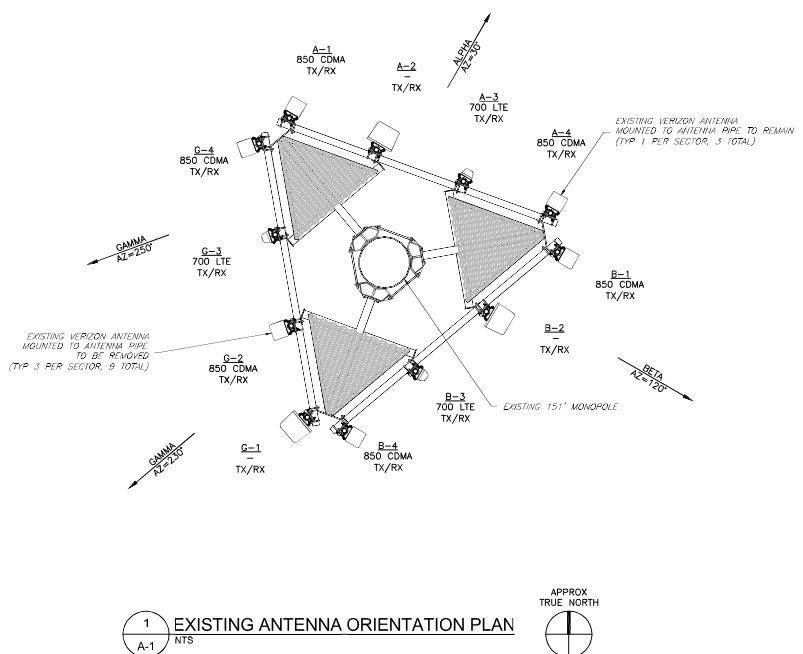 ALPHA
AZ=30°
A-1
850 CDMA
TX/RX
A-2
–
TX/RX
A-3
700 LTE
TX/RX
A-4
850 CDMA
TX/RX
EXISTING VERIZON ANTENNA
MOUNTED TO ANTENNA PIPE TO REMAIN
(TYP 1 PER SECTOR, 3 TOTAL)
G-4
850 CDMA
TX/RX
GAMMA
AZ=250°
G-3
700 LTE
TX/RX
B-1
850 CDMA
TX/RX
B-2
–
TX/RX
EXISTING VERIZON ANTENNA
MOUNTED TO ANTENNA PIPE
TO BE REMOVED
(TYP 3 PER SECTOR, 9 TOTAL)
G-2
850 CDMA
TX/RX
BETA
AZ=120°
B-3
700 LTE
TX/RX
EXISTING 151' MONOPOLE
GAMMA
AZ=230°
G-1
–
TX/RX
B-4
850 CDMA
TX/RX
1
A-1
EXISTING ANTENNA ORIENTATION PLAN
NTS
APPROX
TRUE NORTH